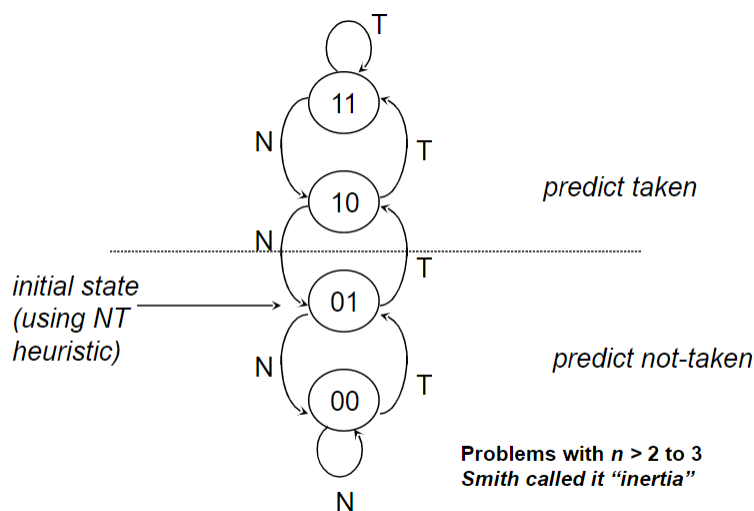 T
11
N
T
predict taken
10
N
T
initial state
(using NT
heuristic)
01
N
T
predict not-taken
00
Problems with n > 2 to 3
Smith called it “inertia”
N